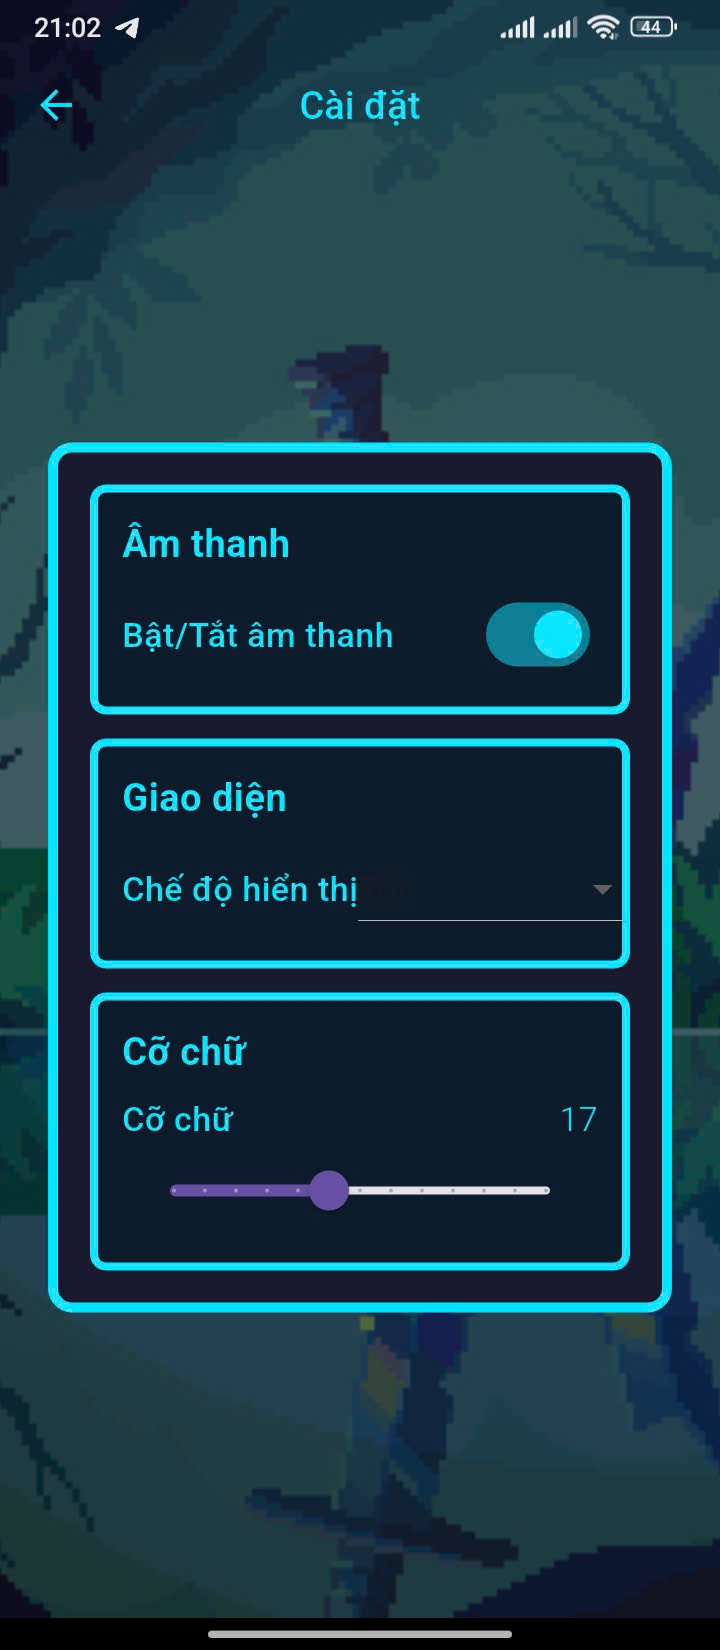 21:02
44
Cài đặt
Âm thanh
Bật/Tắt âm thanh
Giao diện
Chế độ hiển thị
Cỡ chữ
Cỡ chữ 17